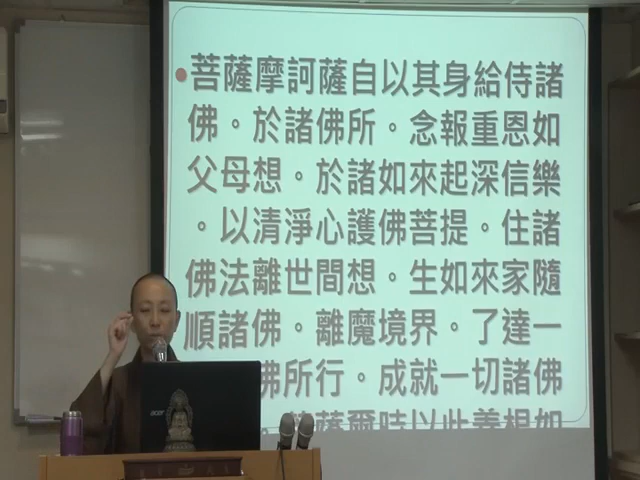 •菩薩摩訶薩自以其身給侍諸
佛。於諸佛所。念報重恩如
父母想。於諸如來起深信樂
。以清淨心護佛菩提。住諸
佛法離世間想。生如來家隨
順諸佛。離魔境界。了達一
佛所行。成就一切諸佛
。菩薩爾時以此善根如
acer